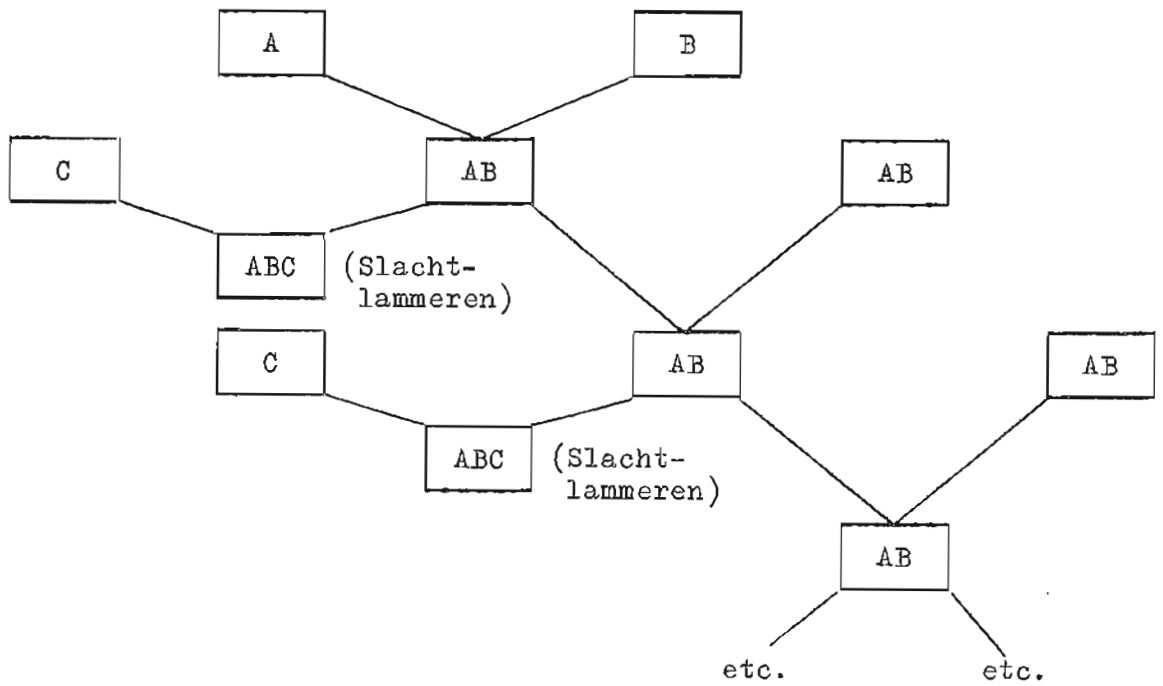 A B
C AB AB
ABC (Slacht-
lammeren)
C AB AB
ABC (Slacht-
lammeren)
AB
etc. etc.